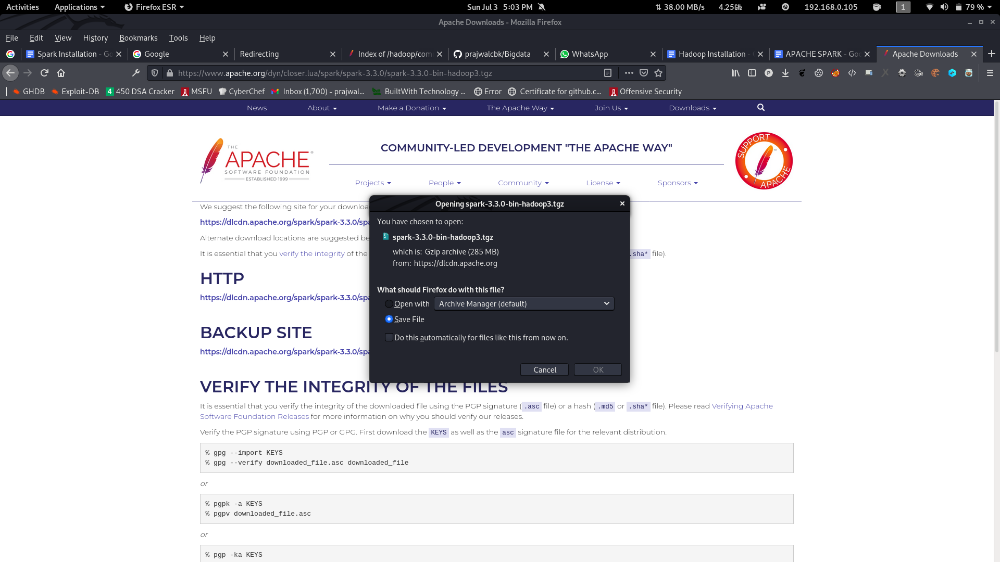 Activities Applications Firefox ESR Sun Jul 3 5:03 PM 38.00 MB/s 4.25㎓ 192.168.0.105 1 79 %
Apache Downloads - Mozilla Firefox
File Edit View History Bookmarks Tools Help
Spark Installation - Go Google Redirecting Index of /hadoop/com prajwalcbk/Bigdata WhatsApp Hadoop Installation - APACHE SPARK - Goo Apache Downloads
https://www.apache.org/dyn/closer.lua/spark/spark-3.3.0/spark-3.3.0-bin-hadoop3.tgz
GHDB Exploit-DB 450 DSA Cracker MSFU CyberChef Inbox (1,700) - prajwal... BuiltWith Technology ... Error Certificate for github.c... Offensive Security
News About Make a Donation The Apache Way Join Us Downloads
THE
APACHE®
SOFTWARE FOUNDATION
ESTABLISHED 1999
COMMUNITY-LED DEVELOPMENT "THE APACHE WAY"
SUPPORT
APACHE
Projects People Community License Sponsors
We suggest the following site for your downloa
https://dlcdn.apache.org/spark/spark-3.3.0/spa
Alternate download locations are suggested be
It is essential that you verify the integrity of the .sha* file).
HTTP
https://dlcdn.apache.org/spark/spark-3.3.0/spa
BACKUP SITE
https://dlcdn.apache.org/spark/spark-3.3.0/spa
Opening spark-3.3.0-bin-hadoop3.tgz
You have chosen to open:
spark-3.3.0-bin-hadoop3.tgz
which is: Gzip archive (285 MB)
from: https://dlcdn.apache.org
What should Firefox do with this file?
Open with Archive Manager (default)
Save File
Do this automatically for files like this from now on.
Cancel OK
VERIFY THE INTEGRITY OF THE FILES
It is essential that you verify the integrity of the downloaded file using the PGP signature (.asc file) or a hash (.md5 or .sha* file). Please read Verifying Apache
Software Foundation Releases for more information on why you should verify our releases.
Verify the PGP signature using PGP or GPG. First download the KEYS as well as the asc signature file for the relevant distribution.
% gpg --import KEYS
% gpg --verify downloaded_file.asc downloaded_file
or
% pgpk -a KEYS
% pgpv downloaded_file.asc
or
% pgp -ka KEYS